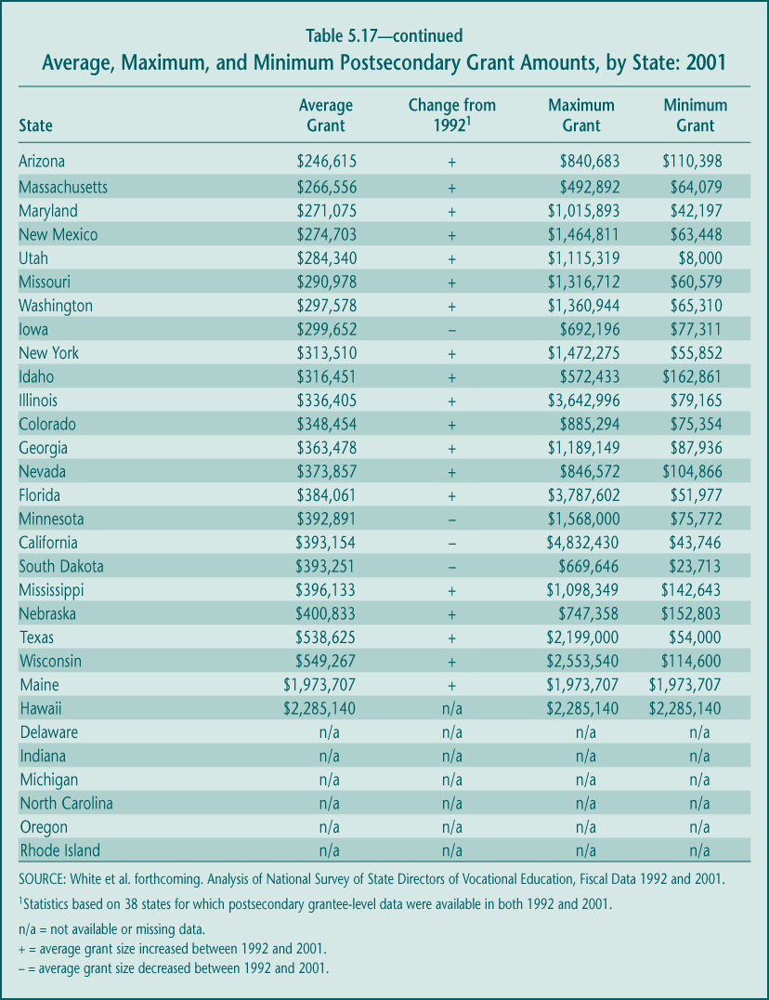 Table 5.17—continued
Average, Maximum, and Minimum Postsecondary Grant Amounts, by State: 2001
Average Change from Maximum Minimum
State Grant 1992¹ Grant Grant
Arizona $246,615 + $840,683 $110,398
Massachusetts $266,556 + $492,892 $64,079
Maryland $271,075 + $1,015,893 $42,197
New Mexico $274,703 + $1,464,811 $63,448
Utah $284,340 + $1,115,319 $8,000
Missouri $290,978 + $1,316,712 $60,579
Washington $297,578 + $1,360,944 $65,310
Iowa $299,652 – $692,196 $77,311
New York $313,510 + $1,472,275 $55,852
Idaho $316,451 + $572,433 $162,861
Illinois $336,405 + $3,642,996 $79,165
Colorado $348,454 + $885,294 $75,354
Georgia $363,478 + $1,189,149 $87,936
Nevada $373,857 + $846,572 $104,866
Florida $384,061 + $3,787,602 $51,977
Minnesota $392,891 – $1,568,000 $75,772
California $393,154 – $4,832,430 $43,746
South Dakota $393,251 – $669,646 $23,713
Mississippi $396,133 + $1,098,349 $142,643
Nebraska $400,833 + $747,358 $152,803
Texas $538,625 + $2,199,000 $54,000
Wisconsin $549,267 + $2,553,540 $114,600
Maine $1,973,707 + $1,973,707 $1,973,707
Hawaii $2,285,140 n/a $2,285,140 $2,285,140
Delaware n/a n/a n/a n/a
Indiana n/a n/a n/a n/a
Michigan n/a n/a n/a n/a
North Carolina n/a n/a n/a n/a
Oregon n/a n/a n/a n/a
Rhode Island n/a n/a n/a n/a
SOURCE: White et al. forthcoming. Analysis of National Survey of State Directors of Vocational Education, Fiscal Data 1992 and 2001.
¹Statistics based on 38 states for which postsecondary grantee-level data were available in both 1992 and 2001.
n/a = not available or missing data.
+ = average grant size increased between 1992 and 2001.
– = average grant size decreased between 1992 and 2001.